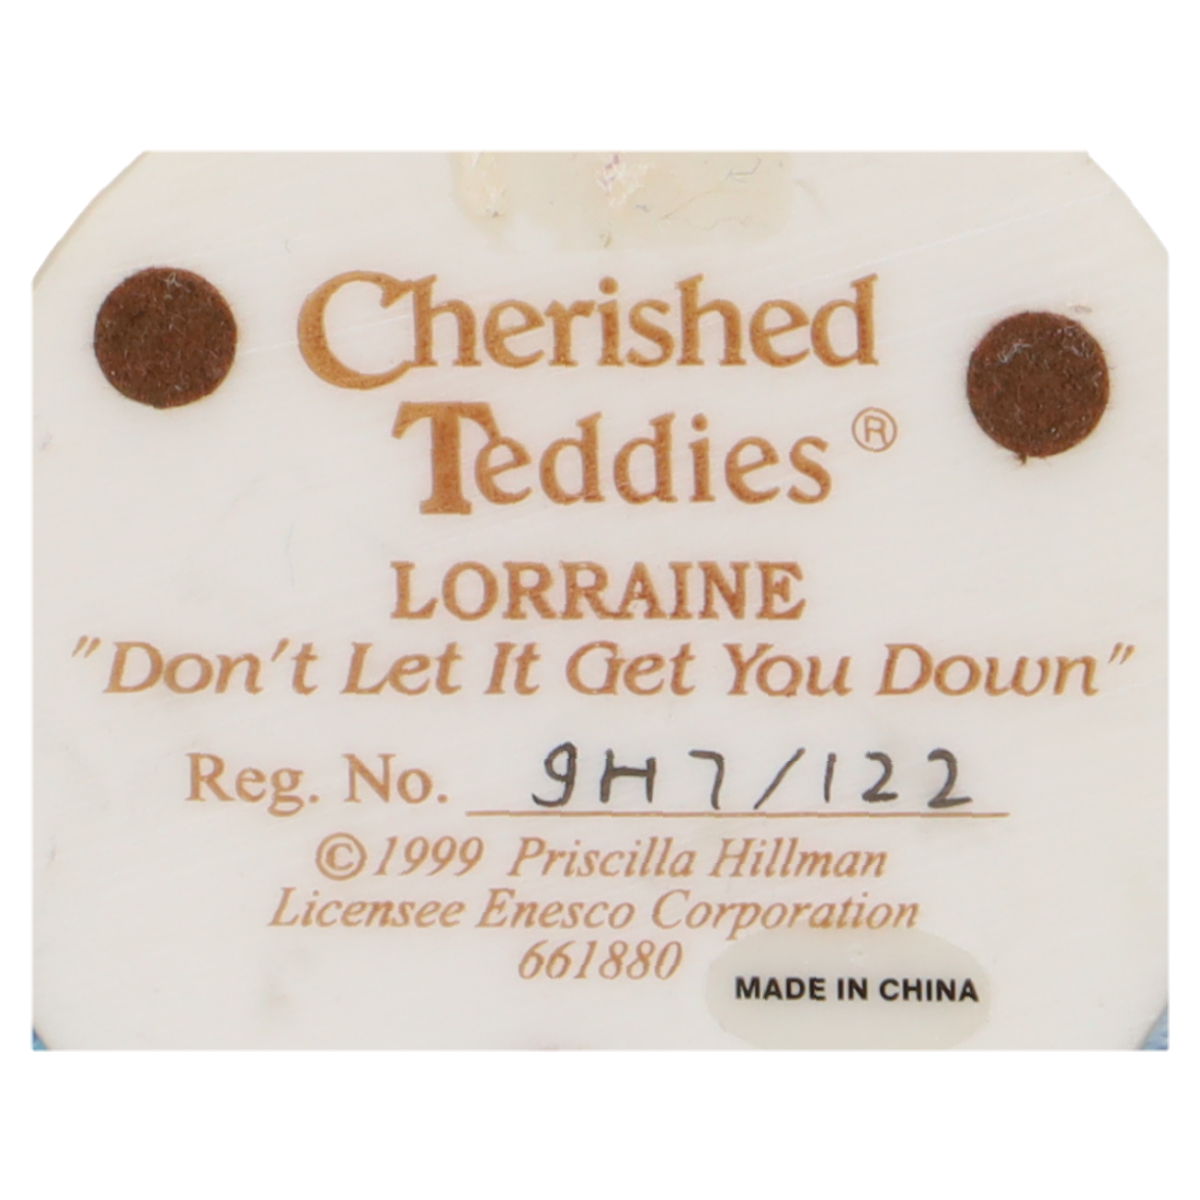 Cherished
Teddies®
LORRAINE
"Don't Let It Get You Down"
Reg. No. 9H7/122
©1999 Priscilla Hillman
Licensee Enesco Corporation
661880
MADE IN CHINA